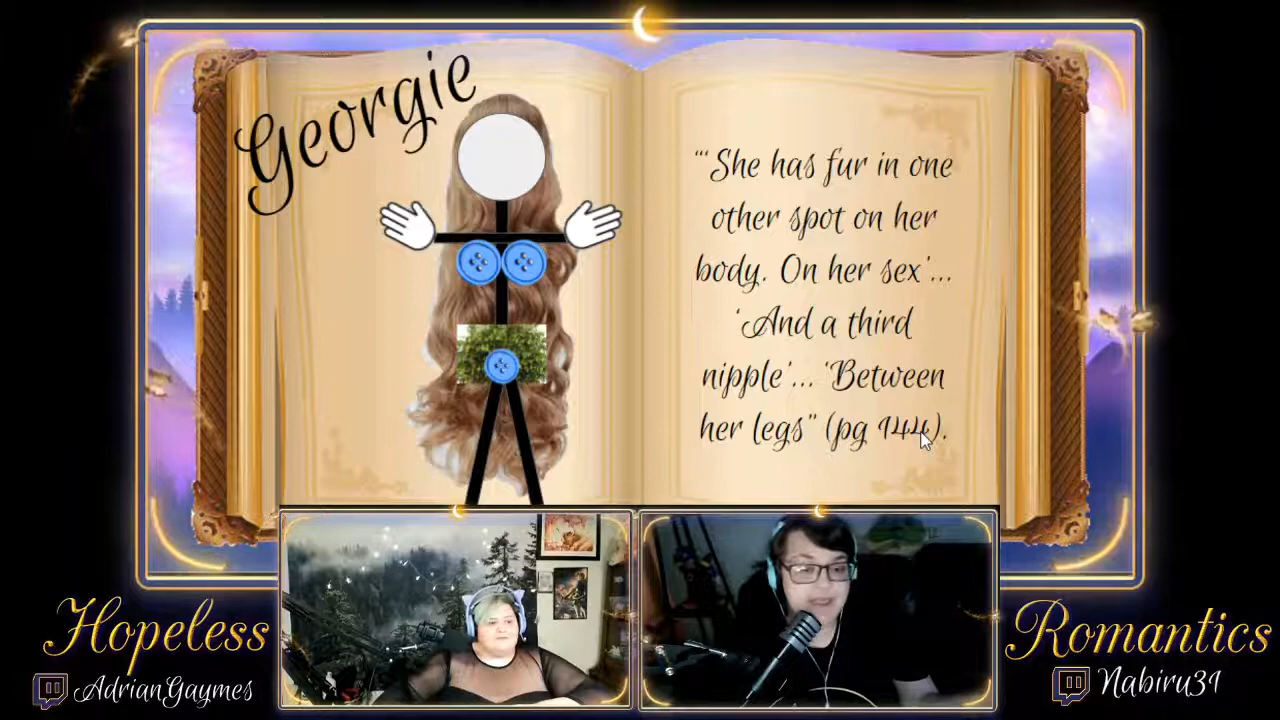 Georgie
"'She has fur in one
other spot on her
body. On her sex'...
'And a third
nipple'... 'Between
her legs" (pg 144).
Hopeless
Romantics
AdrianGaymes
Nabiru31